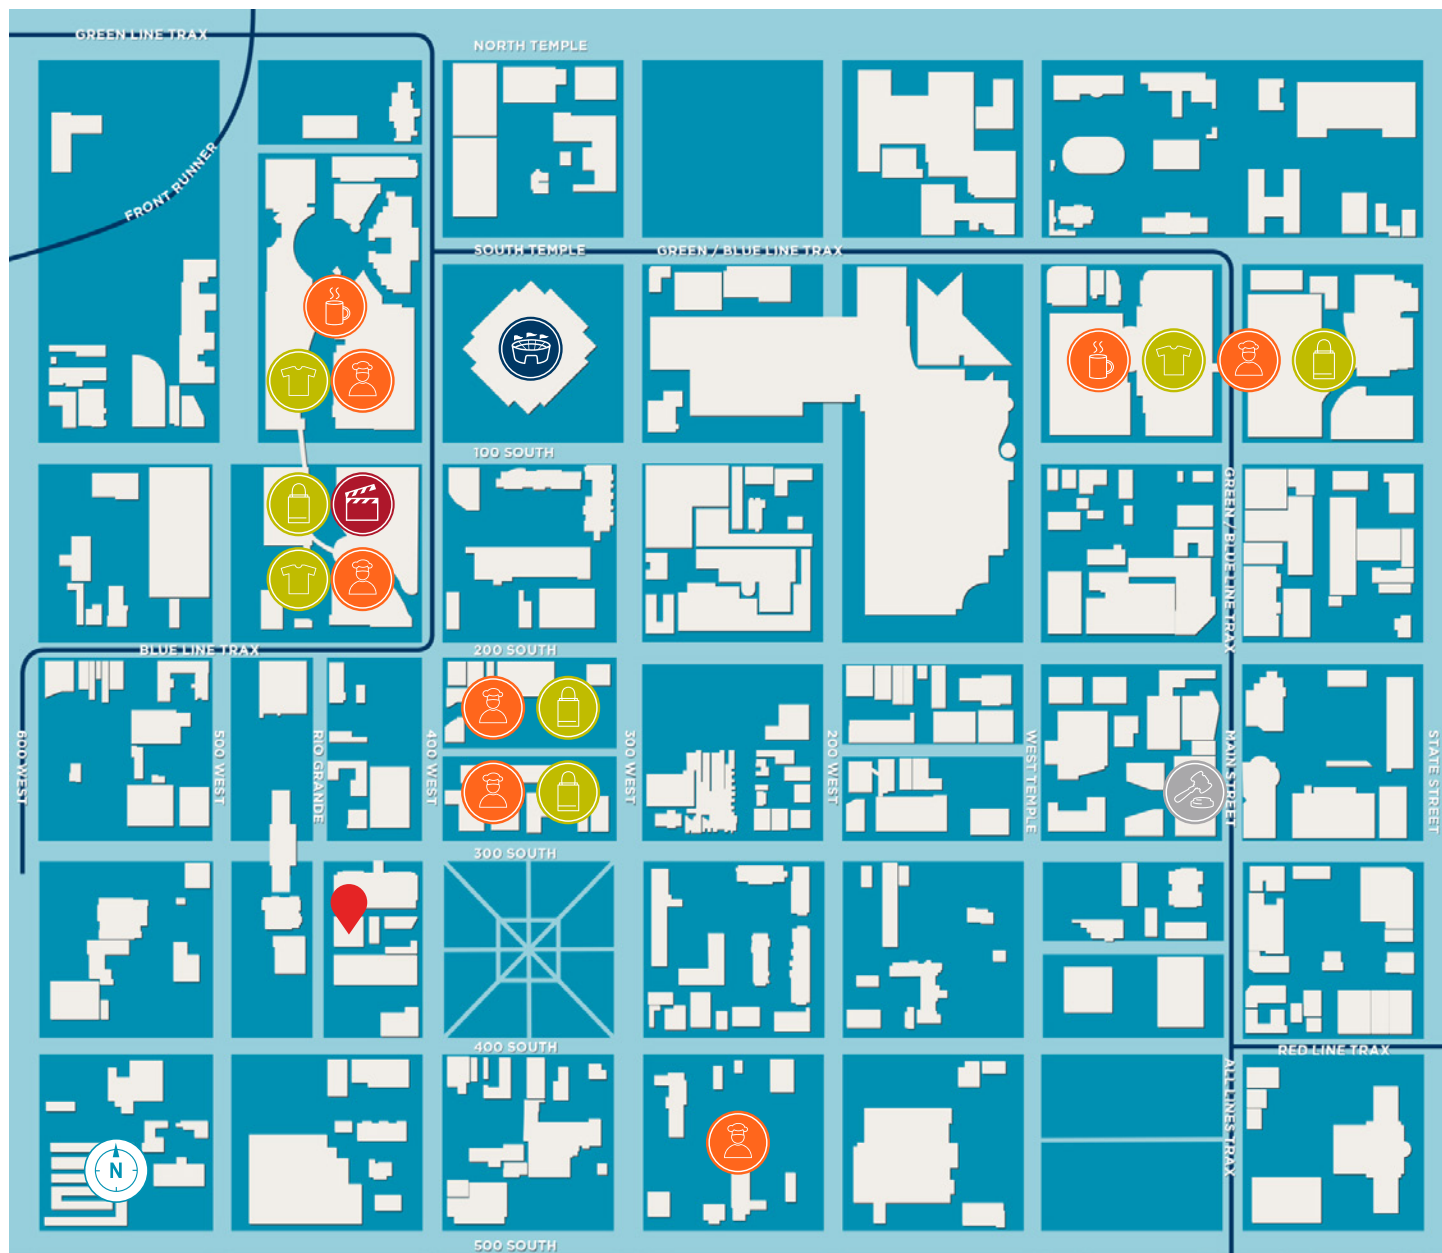 GREEN LINE TRAX
NORTH TEMPLE
FRONT RUNNER
SOUTH TEMPLE
GREEN / BLUE LINE TRAX
100 SOUTH
GREEN / BLUE LINE TRAX
BLUE LINE TRAX
200 SOUTH
600 WEST
500 WEST
RIO GRANDE
400 WEST
300 WEST
200 WEST
WEST TEMPLE
MAIN STREET
STATE STREET
300 SOUTH
400 SOUTH
RED LINE TRAX
ALL LINES TRAX
N
500 SOUTH